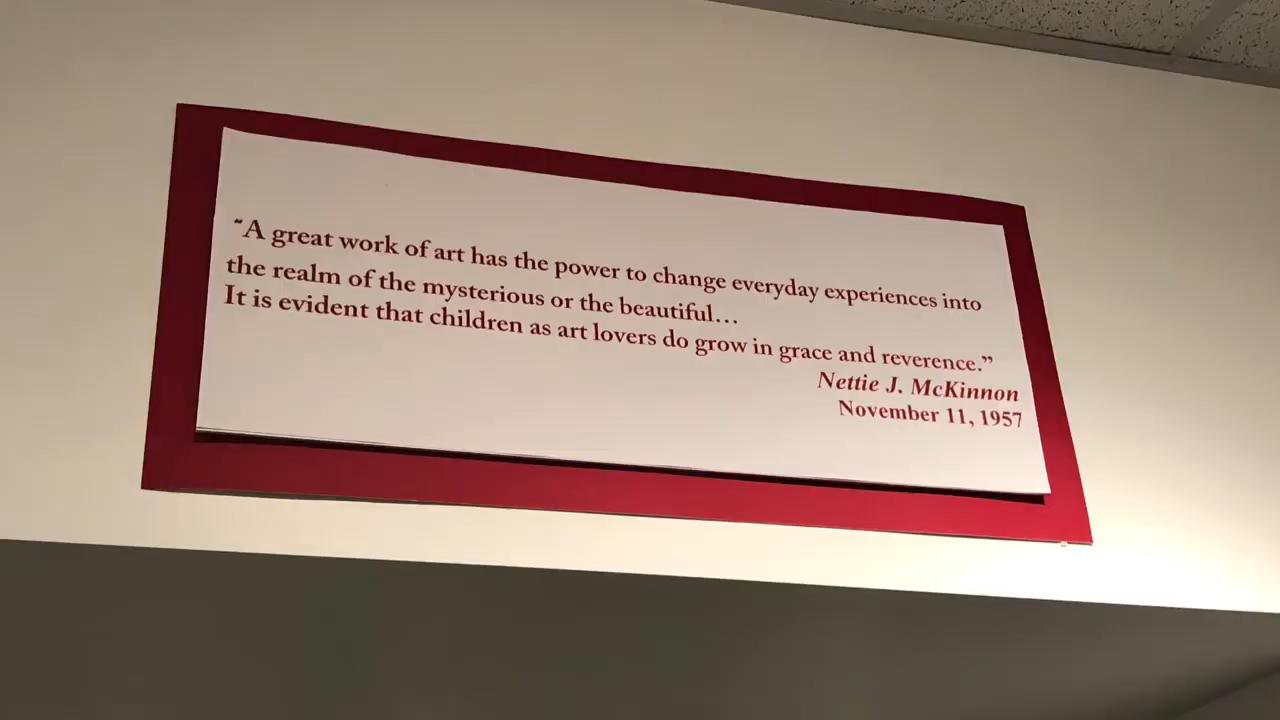 “A great work of art has the power to change everyday experiences into
the realm of the mysterious or the beautiful...
It is evident that children as art lovers do grow in grace and reverence.”
Nettie J. McKinnon
November 11, 1957